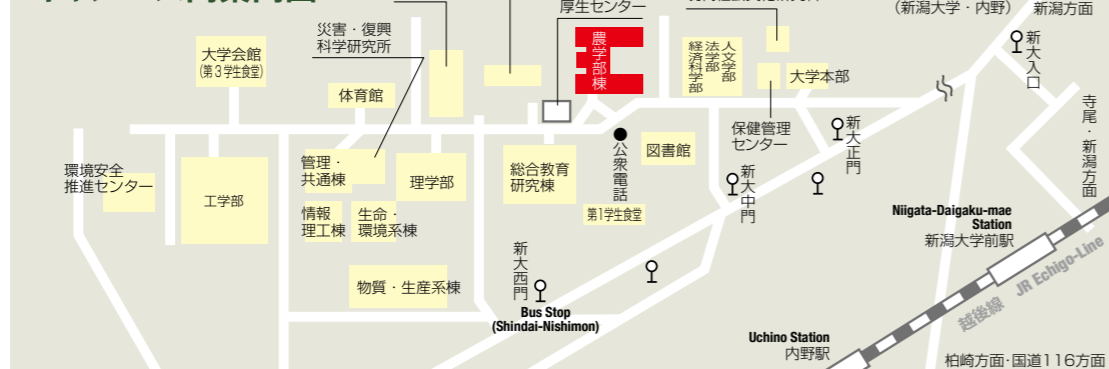 厚生センター
(新潟大学・内野)
新潟方面
災害・復興
科学研究所
大学会館
(第3学生食堂)
体育館
農学部棟
人文学部
法学部
経済科学部
大学本部
新大入口
寺尾・新潟方面
保健管理
センター
新大正門
公衆電話
図書館
新大中門
環境安全
推進センター
工学部
管理・
共通棟
理学部
総合教育
研究棟
第1学生食堂
情報
理工棟
生命・
環境系棟
物質・生産系棟
新大西門
Bus Stop
(Shindai-Nishimon)
Niigata-Daigaku-mae
Station
新潟大学前駅
越後線 JR Echigo-Line
Uchino Station
内野駅
柏崎方面・国道116方面